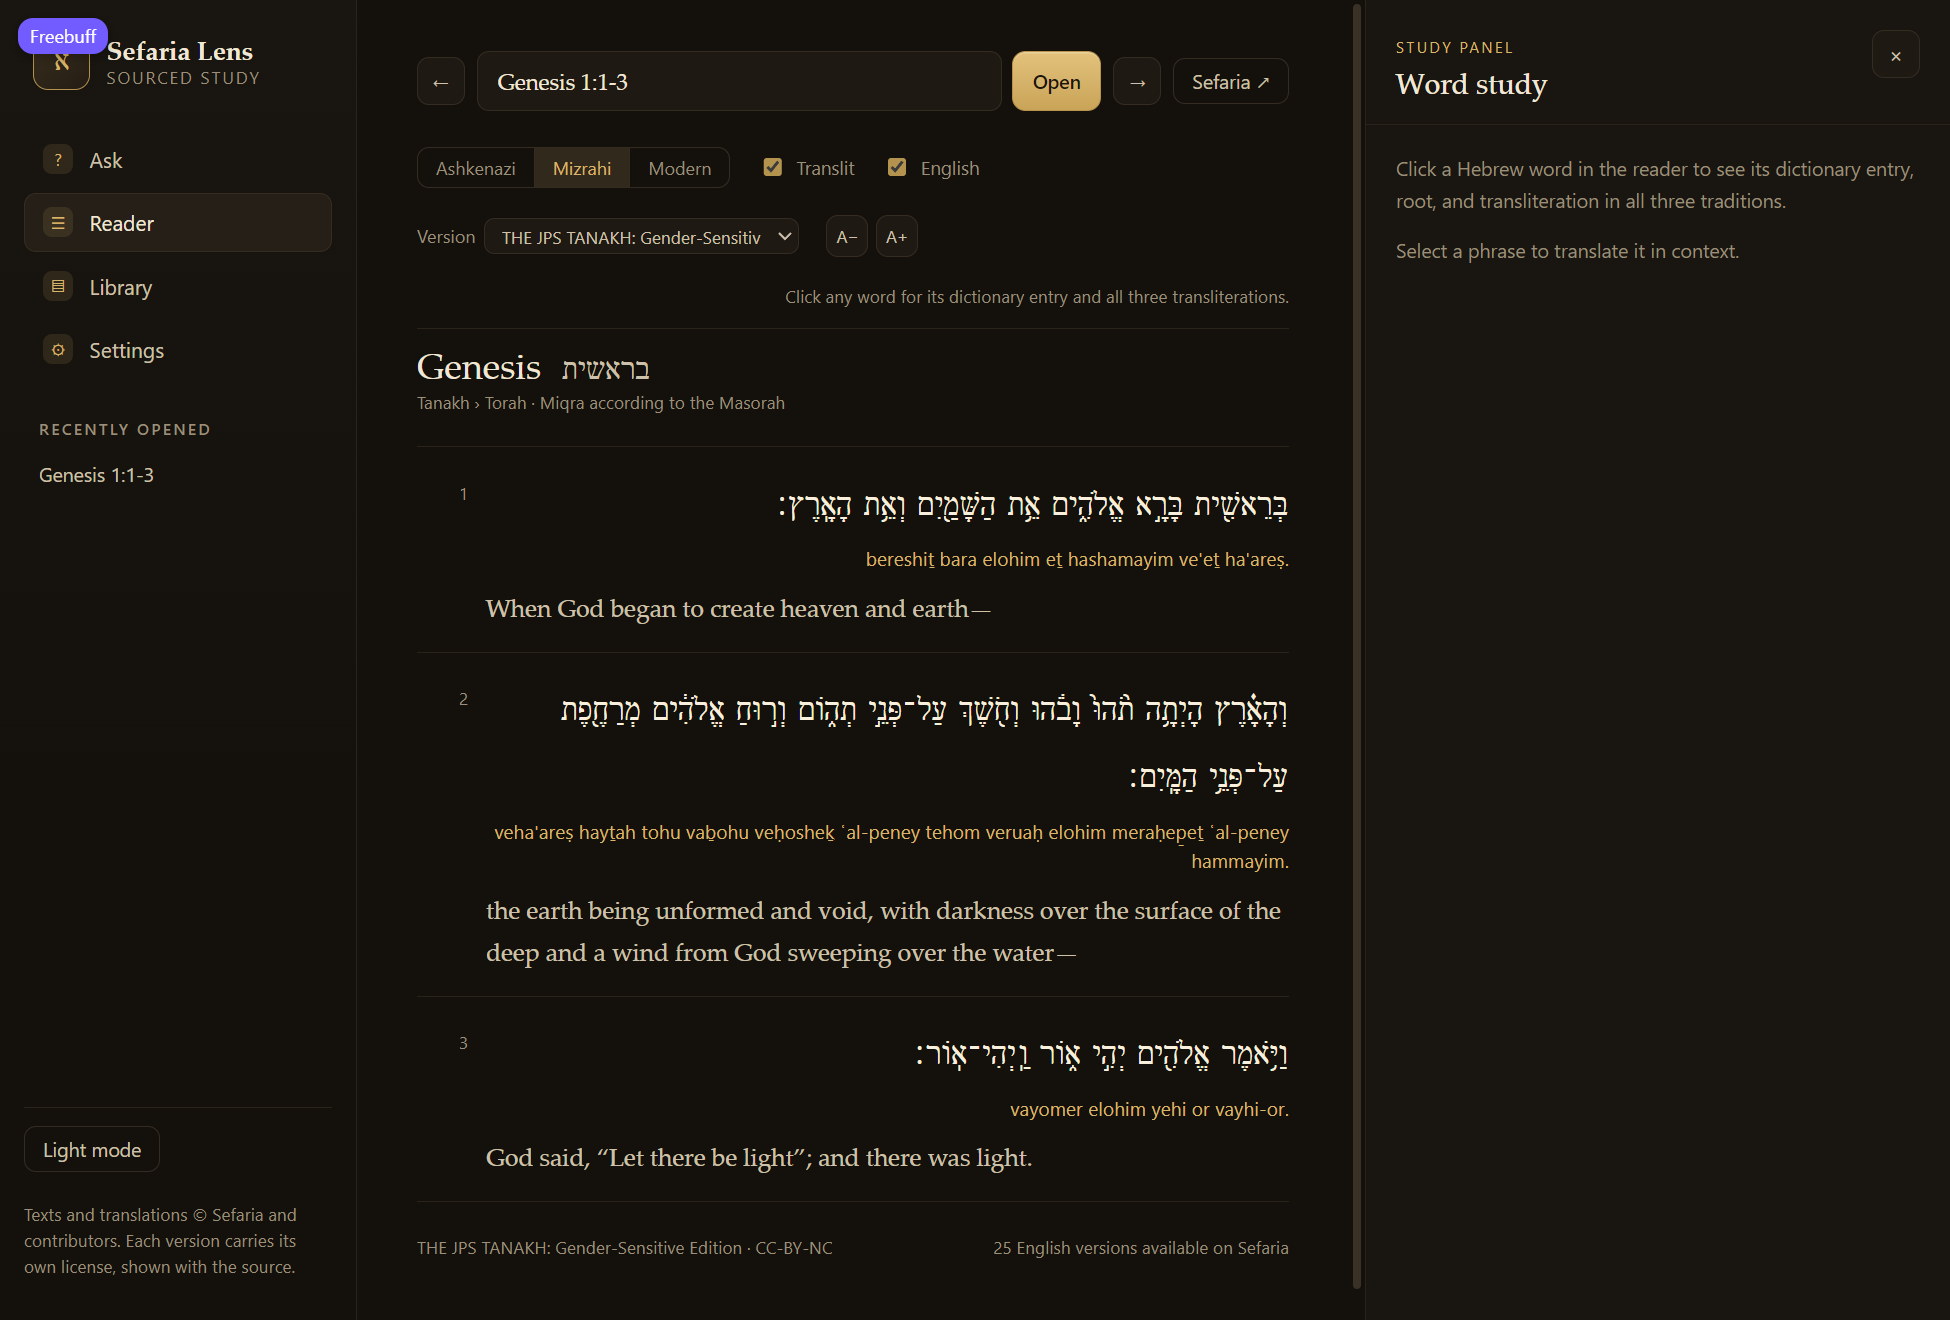 Freebuff
א
Sefaria Lens
SOURCED STUDY
? Ask
Reader
Library
Settings
RECENTLY OPENED
Genesis 1:1-3
Light mode
Texts and translations © Sefaria and
contributors. Each version carries its
own license, shown with the source.
← Genesis 1:1-3 Open → Sefaria ↗
Ashkenazi Mizrahi Modern Translit English
Version THE JPS TANAKH: Gender-Sensitiv A− A+
Click any word for its dictionary entry and all three transliterations.
Genesis בראשית
Tanakh › Torah · Miqra according to the Masorah
1
בְּרֵאשִׁ֖ית בָּרָ֣א אֱלֹהִ֑ים אֵ֥ת הַשָּׁמַ֖יִם וְאֵ֥ת הָאָֽרֶץ׃
bereshiṯ bara elohim eṯ hashamayim ve'eṯ ha'areṣ.
When God began to create heaven and earth—
2
וְהָאָ֗רֶץ הָיְתָ֥ה תֹ֙הוּ֙ וָבֹ֔הוּ וְחֹ֖שֶׁךְ עַל־פְּנֵ֣י תְה֑וֹם וְר֣וּחַ אֱלֹהִ֔ים מְרַחֶ֖פֶת
עַל־פְּנֵ֥י הַמָּֽיִם׃
veha'areṣ hayṯah tohu vaḇohu veḥosheḵ ʿal-peney tehom veruaḥ elohim meraḥep̱eṯ ʿal-peney
hammayim.
the earth being unformed and void, with darkness over the surface of the
deep and a wind from God sweeping over the water—
3
וַיֹּ֥אמֶר אֱלֹהִ֖ים יְהִ֣י א֑וֹר וַֽיְהִי־אֽוֹר׃
vayomer elohim yehi or vayhi-or.
God said, “Let there be light”; and there was light.
THE JPS TANAKH: Gender-Sensitive Edition · CC-BY-NC
25 English versions available on Sefaria
STUDY PANEL
Word study
×
Click a Hebrew word in the reader to see its dictionary entry,
root, and transliteration in all three traditions.
Select a phrase to translate it in context.